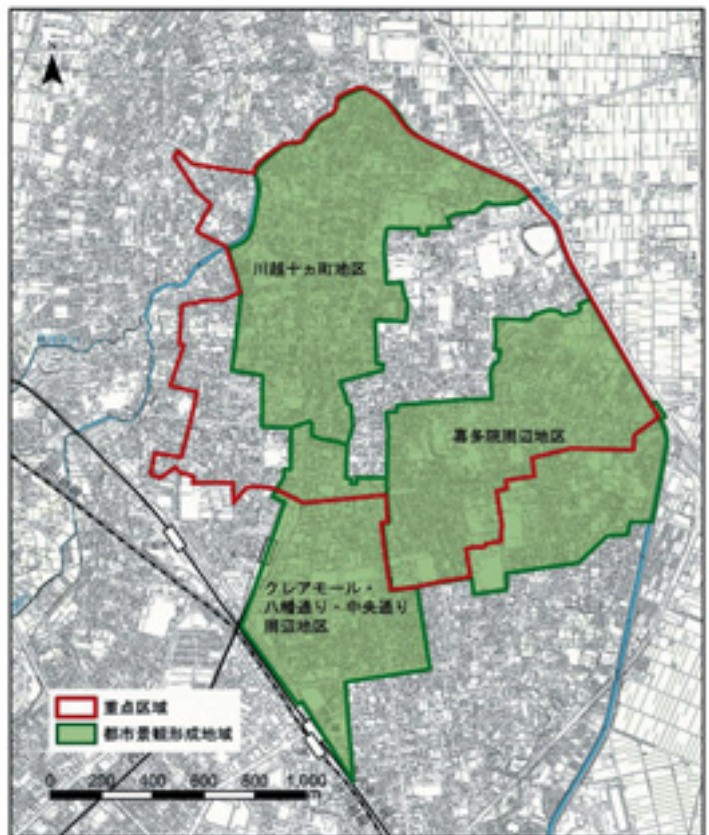 川越十ヵ町地区
喜多院周辺地区
クレアモール・
八幡通り・中央通り
周辺地区
重点区域
都市景観形成地域
0 200 400 600 800 1,000
m